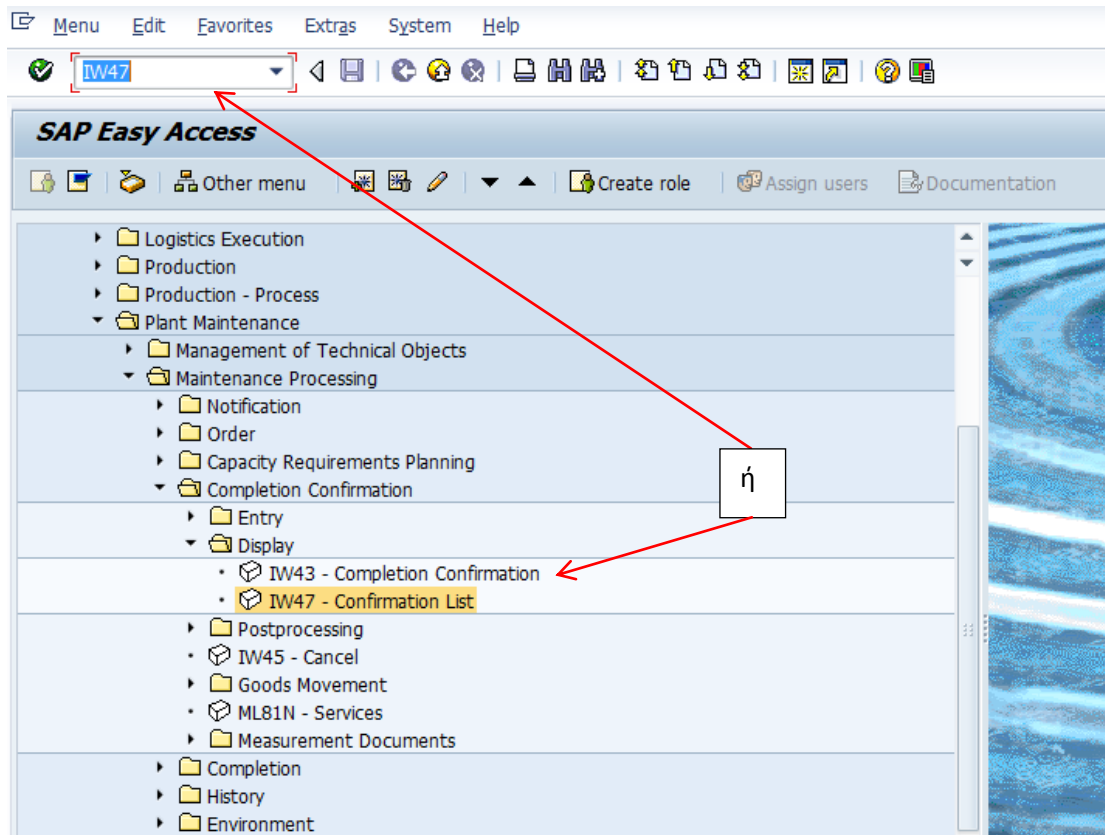 Menu Edit Favorites Extras System Help
IW47
SAP Easy Access
Other menu Create role Assign users Documentation
Logistics Execution
Production
Production - Process
Plant Maintenance
Management of Technical Objects
Maintenance Processing
Notification
Order
Capacity Requirements Planning
ή
Completion Confirmation
Entry
Display
IW43 - Completion Confirmation
IW47 - Confirmation List
Postprocessing
IW45 - Cancel
Goods Movement
ML81N - Services
Measurement Documents
Completion
History
Environment